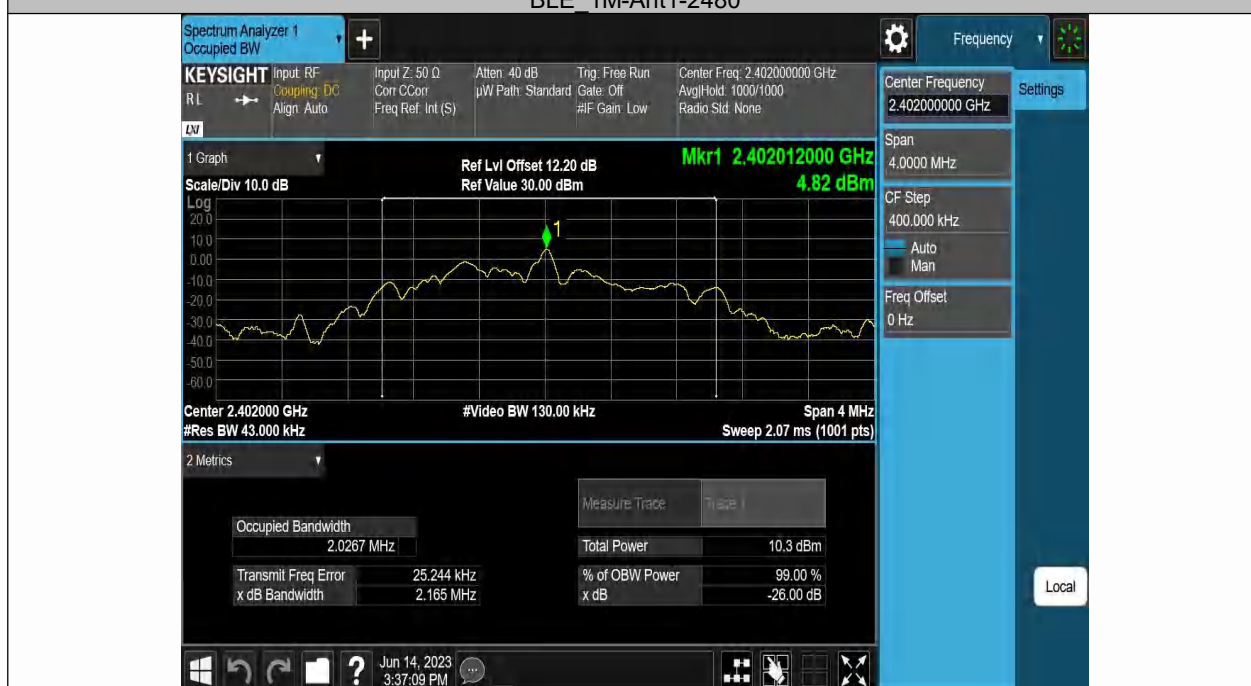 BLE_1M-Ant1-2480
Spectrum Analyzer 1
Occupied BW
Frequency
KEYSIGHT
RL
LXI
Input: RF
Coupling: DC
Align: Auto
Input Z: 50 Ω
Corr CCorr
Freq Ref: Int (S)
Atten: 40 dB
µW Path: Standard
Trig: Free Run
Gate: Off
#IF Gain: Low
Center Freq: 2.402000000 GHz
Avg|Hold: 1000/1000
Radio Std: None
Center Frequency
2.402000000 GHz
Settings
Span
4.0000 MHz
CF Step
400.000 kHz
Auto
Man
Freq Offset
0 Hz
1 Graph
Scale/Div 10.0 dB
Ref Lvl Offset 12.20 dB
Ref Value 30.00 dBm
Mkr1 2.402012000 GHz
4.82 dBm
Log
20.0
10.0
0.00
-10.0
-20.0
-30.0
-40.0
-50.0
-60.0
1
Center 2.402000 GHz
#Res BW 43.000 kHz
#Video BW 130.00 kHz
Span 4 MHz
Sweep 2.07 ms (1001 pts)
2 Metrics
Measure Trace
Trace 1
Occupied Bandwidth
2.0267 MHz
Total Power
10.3 dBm
Transmit Freq Error
25.244 kHz
% of OBW Power
99.00 %
x dB Bandwidth
2.165 MHz
x dB
-26.00 dB
Local
?
Jun 14, 2023
3:37:09 PM